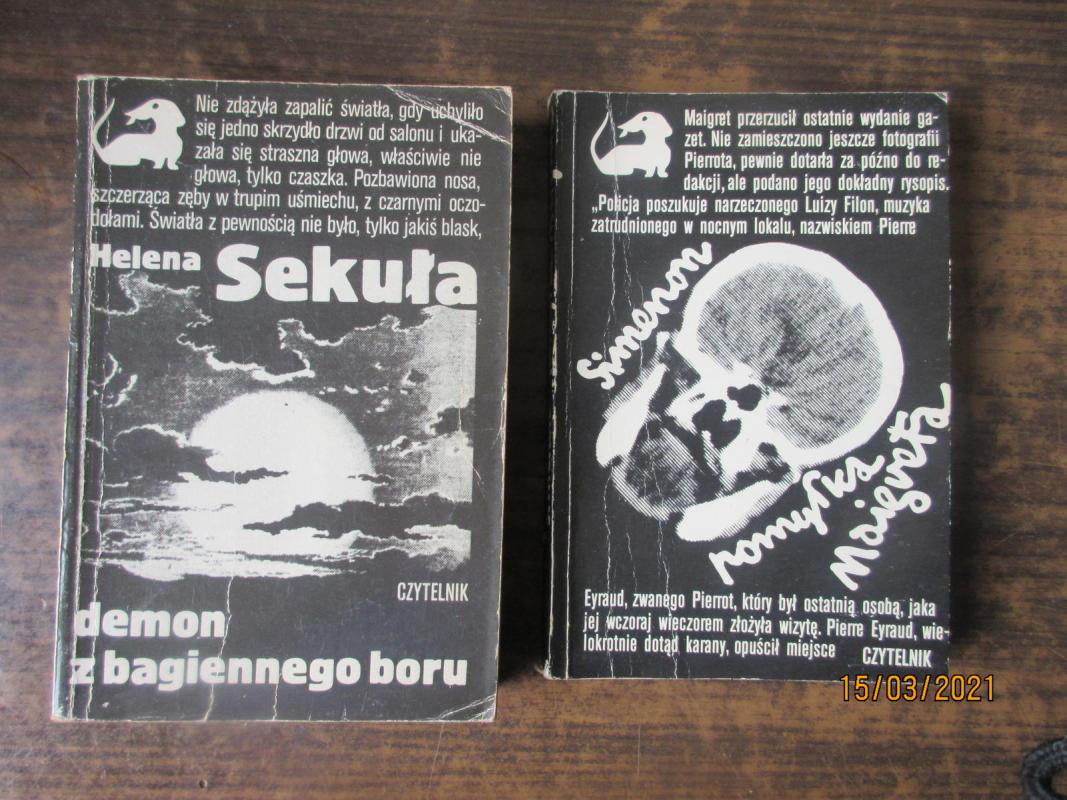 Nie zdążyła zapalić światła, gdy uchyliło
się jedno skrzydło drzwi od salonu i uka-
zała się straszna głowa, właściwie nie
głowa, tylko czaszka. Pozbawiona nosa,
szczerząca zęby w trupim uśmiechu, z czarnymi oczo-
dołami. Światła z pewnością nie było, tylko jakiś blask,
Helena Sekuła
CZYTELNIK
demon
z bagiennego boru
Maigret przerzucił ostatnie wydanie ga-
zet. Nie zamieszczono jeszcze fotografii
Pierrota, pewnie dotarła za późno do re-
dakcji, ale podano jego dokładny rysopis.
„Policja poszukuje narzeczonego Luizy Filon, muzyka
zatrudnionego w nocnym lokalu, nazwiskiem Pierre
Simenon
pomyłka
Maigreta
Eyraud, zwanego Pierrot, który był ostatnią osobą, jaka
jej wczoraj wieczorem złożyła wizytę. Pierre Eyraud, wie-
lokrotnie dotąd karany, opuścił miejsce
CZYTELNIK
15/03/2021